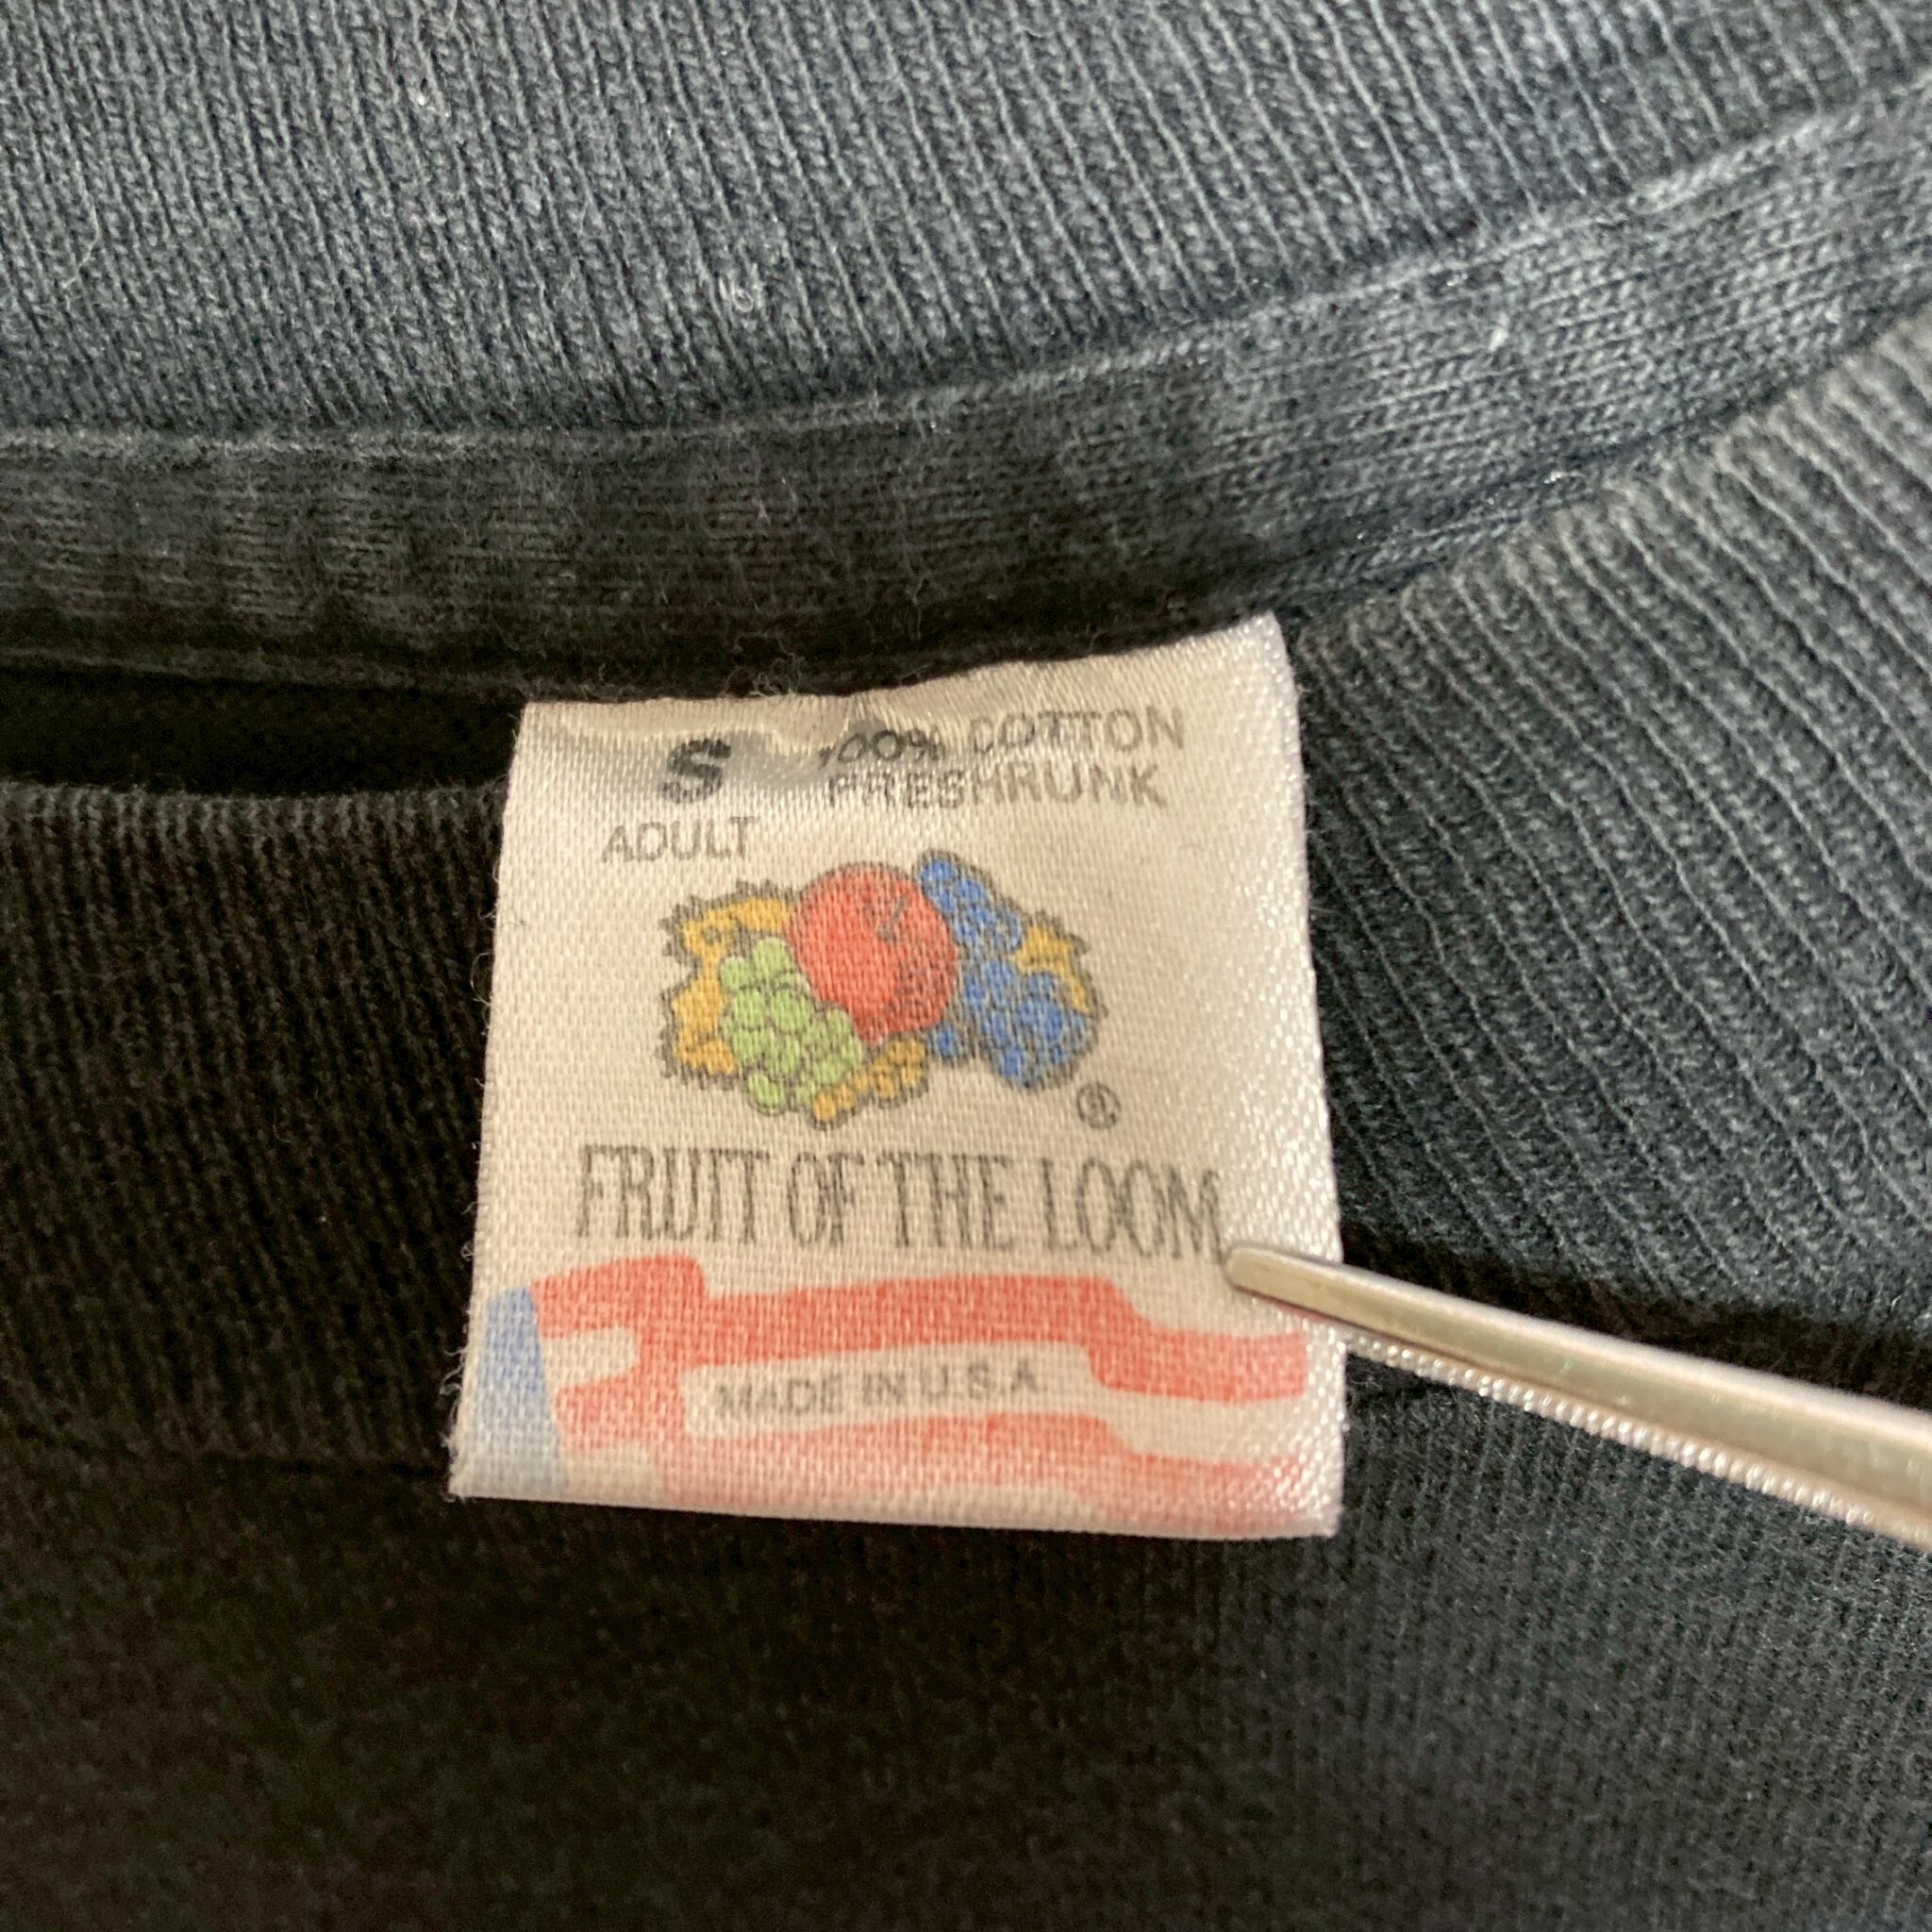 S 100% COTTON
PRESHRUNK
ADULT
®
FRUIT OF THE LOOM
MADE IN U.S.A